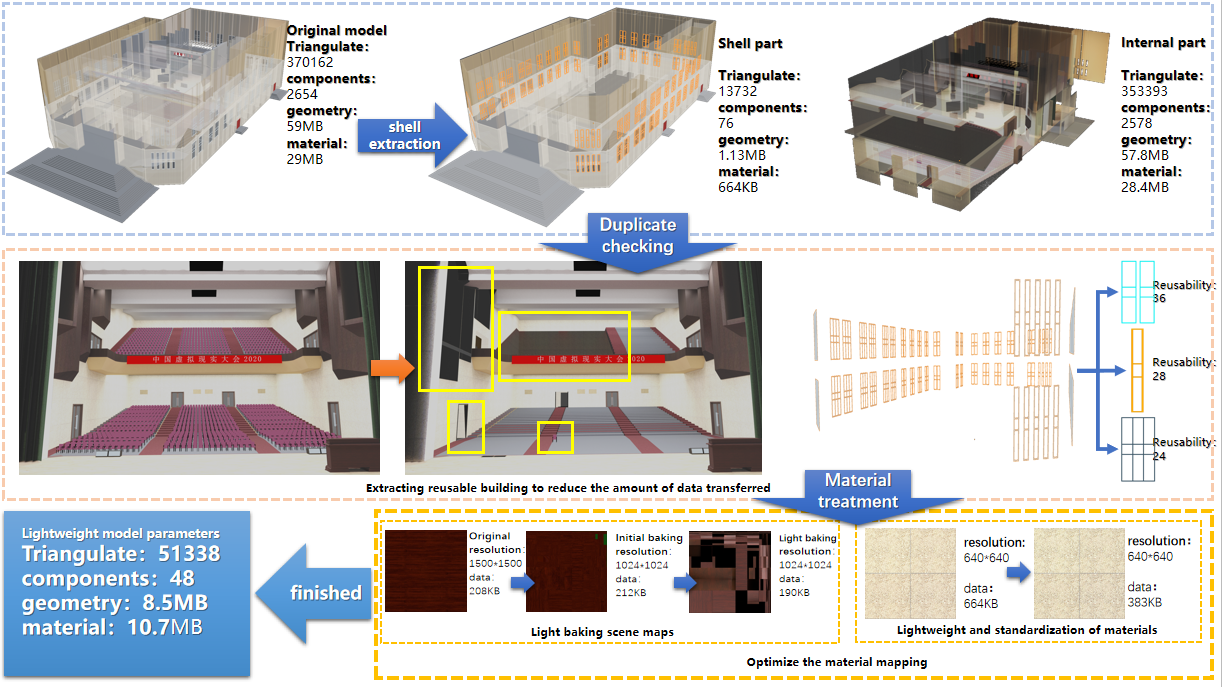 Original model
Triangulate:
370162
components:
2654
geometry:
59MB
material:
29MB
shell
extraction
Shell part
Triangulate:
13732
components:
76
geometry:
1.13MB
material:
664KB
Internal part
Triangulate:
353393
components:
2578
geometry:
57.8MB
material:
28.4MB
Duplicate
checking
中国虚拟现实大会2020
中国虚拟现实大会2020
Reusability:
36
Reusability:
28
Reusability:
24
Extracting reusable building to reduce the amount of data transferred
Material
treatment
Original
resolution:
1500*1500
data:
208KB
Initial baking
resolution:
1024*1024
data:
212KB
Light baking
resolution:
1024*1024
data:
190KB
Light baking scene maps
resolution:
640*640
data:
664KB
resolution:
640*640
data:
383KB
Lightweight and standardization of materials
Optimize the material mapping
finished
Lightweight model parameters
Triangulate: 51338
components: 48
geometry: 8.5MB
material: 10.7MB